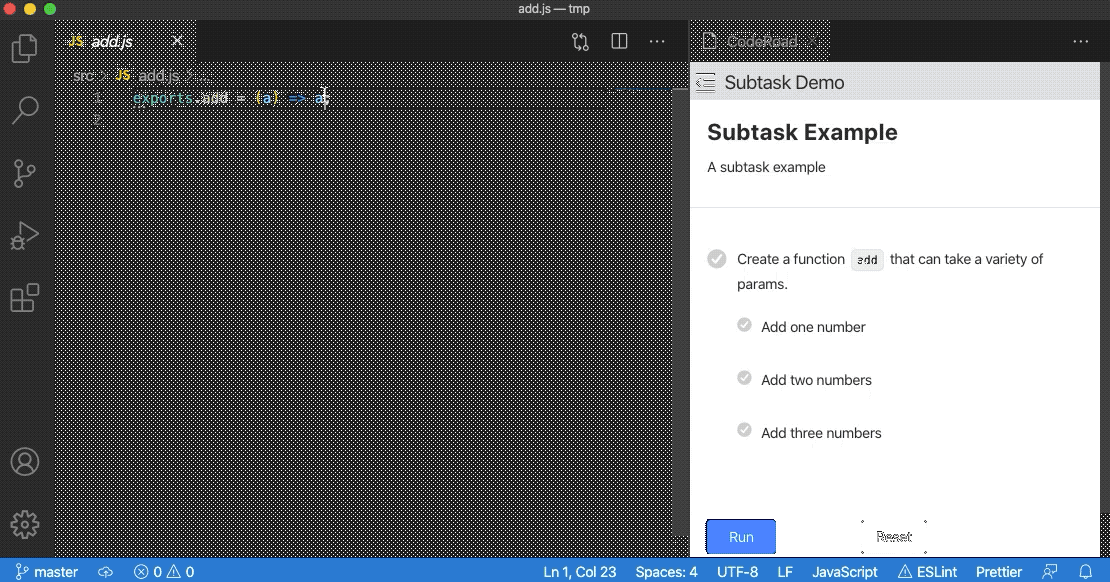 add.js — tmp
JS add.js
CodeRoad
src > JS add.js > ...
1 exports.add = (a) => a;
2
Subtask Demo
Subtask Example
A subtask example
Create a function add that can take a variety of
params.
Add one number
Add two numbers
Add three numbers
Run
Reset
master 0 0 Ln 1, Col 23 Spaces: 4 UTF-8 LF JavaScript ESLint Prettier